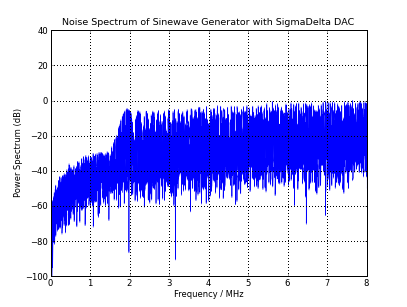 Noise Spectrum of Sinewave Generator with SigmaDelta DAC
40
20
0
−20
−40
−60
−80
−100
Power Spectrum (dB)
0 1 2 3 4 5 6 7 8
Frequency / MHz